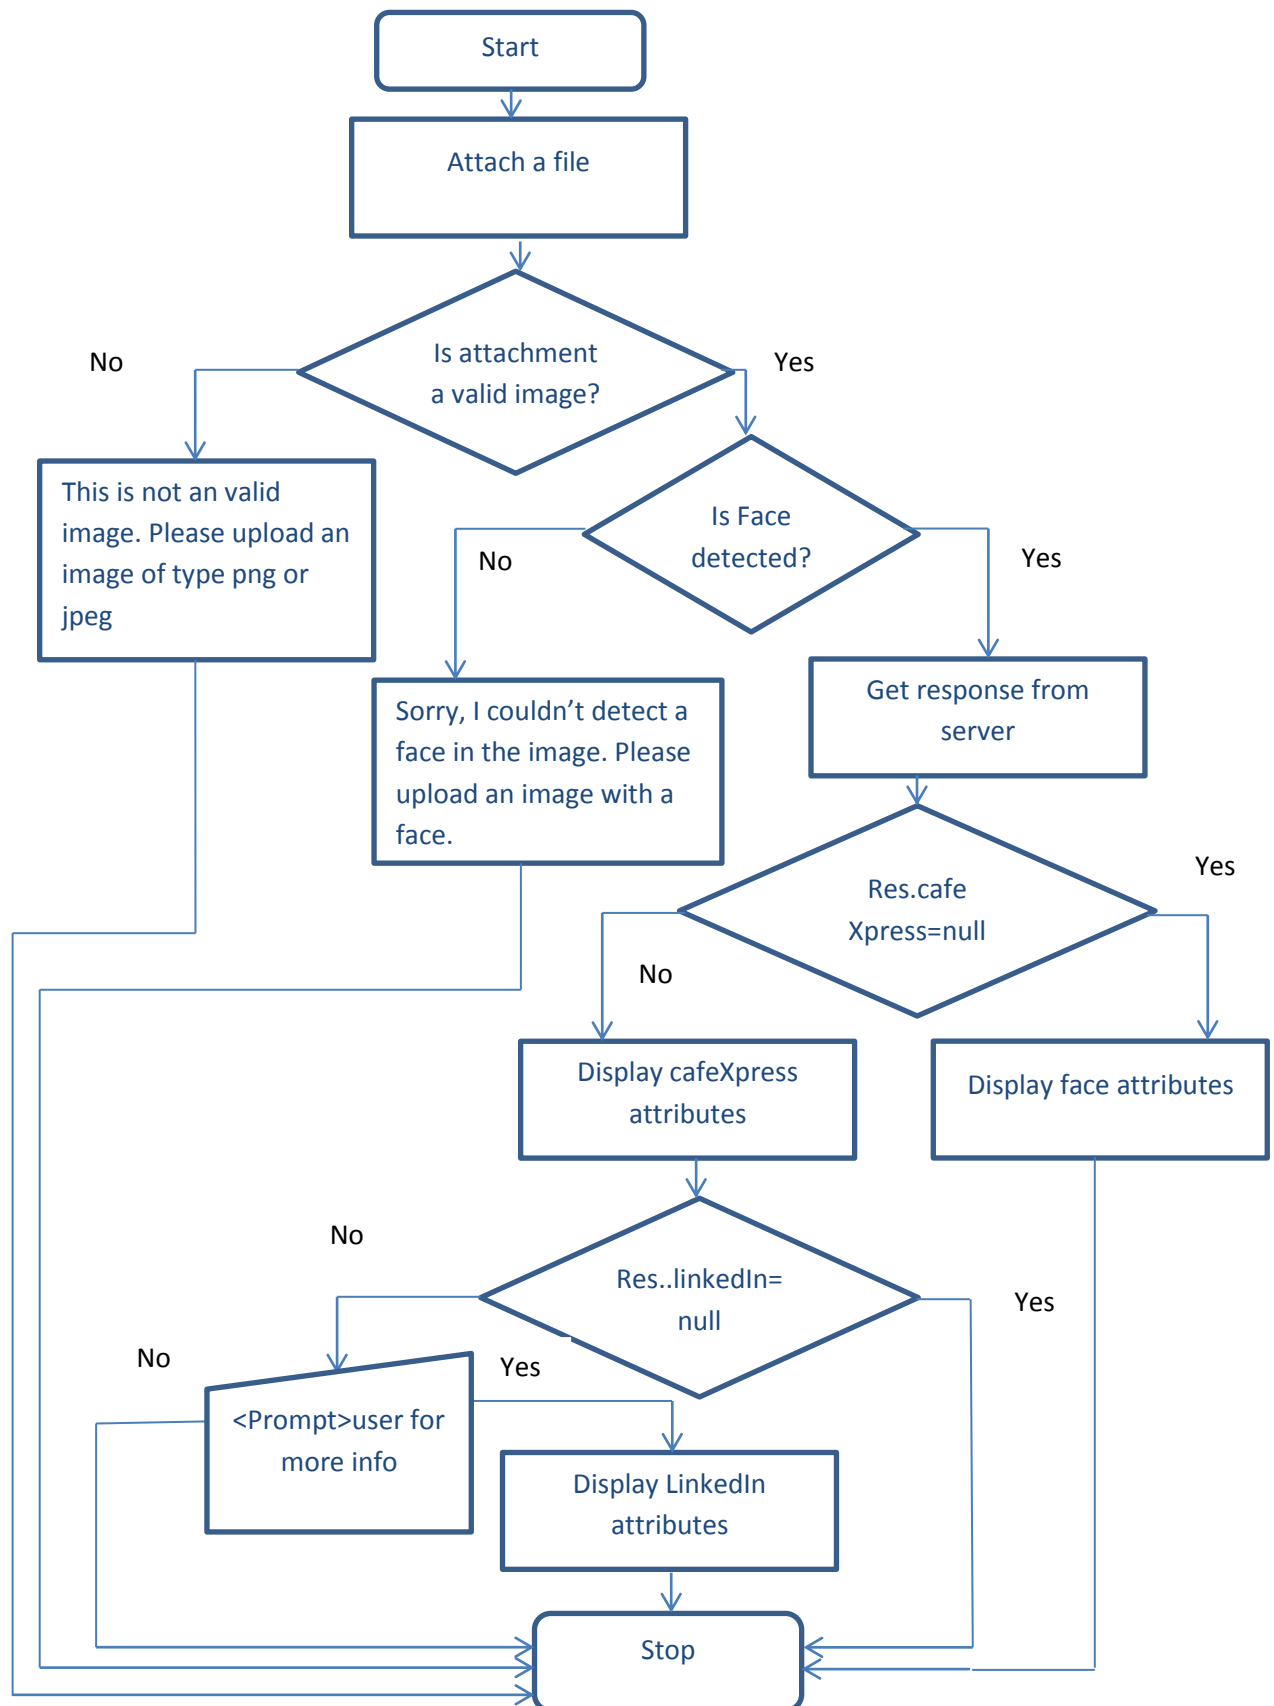 Start
Attach a file
No
Is attachment
a valid image?
Yes
This is not an valid
image. Please upload an
image of type png or
jpeg
No
Is Face
detected?
Yes
Sorry, I couldn’t detect a
face in the image. Please
upload an image with a
face.
Get response from
server
Res.cafe
Xpress=null
Yes
No
Display cafeXpress
attributes
Display face attributes
No
Res..linkedIn=
null
Yes
No
Yes
<Prompt>user for
more info
Display LinkedIn
attributes
Stop